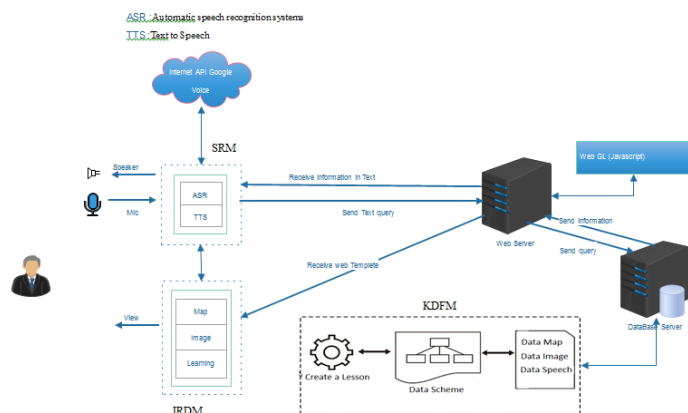 ASR :Automatic speech recognition systems
TTS :Text to Speech
Internet API Google
Voice
SRM
Speaker
Mic
ASR
TTS
Receive Information In Text
Send Text query
Web Server
Web GL (Javascript)
Send Information
Send query
DataBase Server
Receive web Templete
View
Map
Image
Learning
IRDM
KDFM
Create a Lesson
Data Scheme
Data Map
Data Image
Data Speech